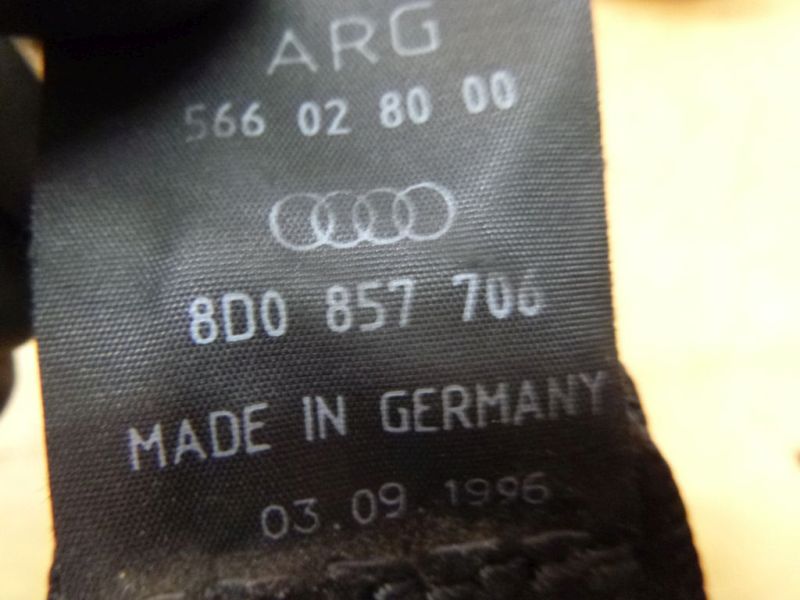 ARG
566 02 80 00
8D0 857 706
MADE IN GERMANY
03.09.1996